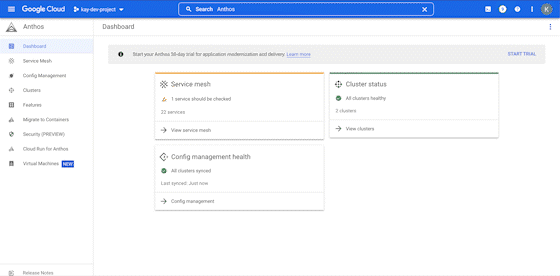 Google Cloud
kay-dev-project
Search Anthos
K
Anthos
Dashboard
Dashboard
Service Mesh
Config Management
Clusters
Features
Migrate to Containers
Security (PREVIEW)
Cloud Run for Anthos
Virtual Machines NEW
Release Notes
Start your Anthos 30-day trial for application modernization and delivery. Learn more
START TRIAL
Service mesh
1 service should be checked
22 services
View service mesh
Cluster status
All clusters healthy
2 clusters
View clusters
Config management health
All clusters synced
Last synced: Just now
Config management